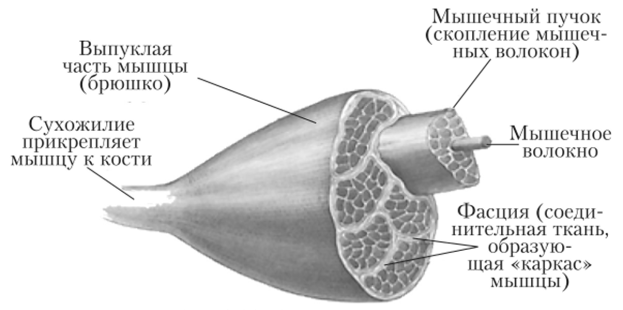 Выпуклая
часть мышцы
(брюшко)
Сухожилие
прикрепляет
мышцу к кости
Мышечный пучок
(скопление мышеч-
ных волокон)
Мышечное
волокно
Фасция (соеди-
нительная ткань,
образую-
щая «каркас»
мышцы)